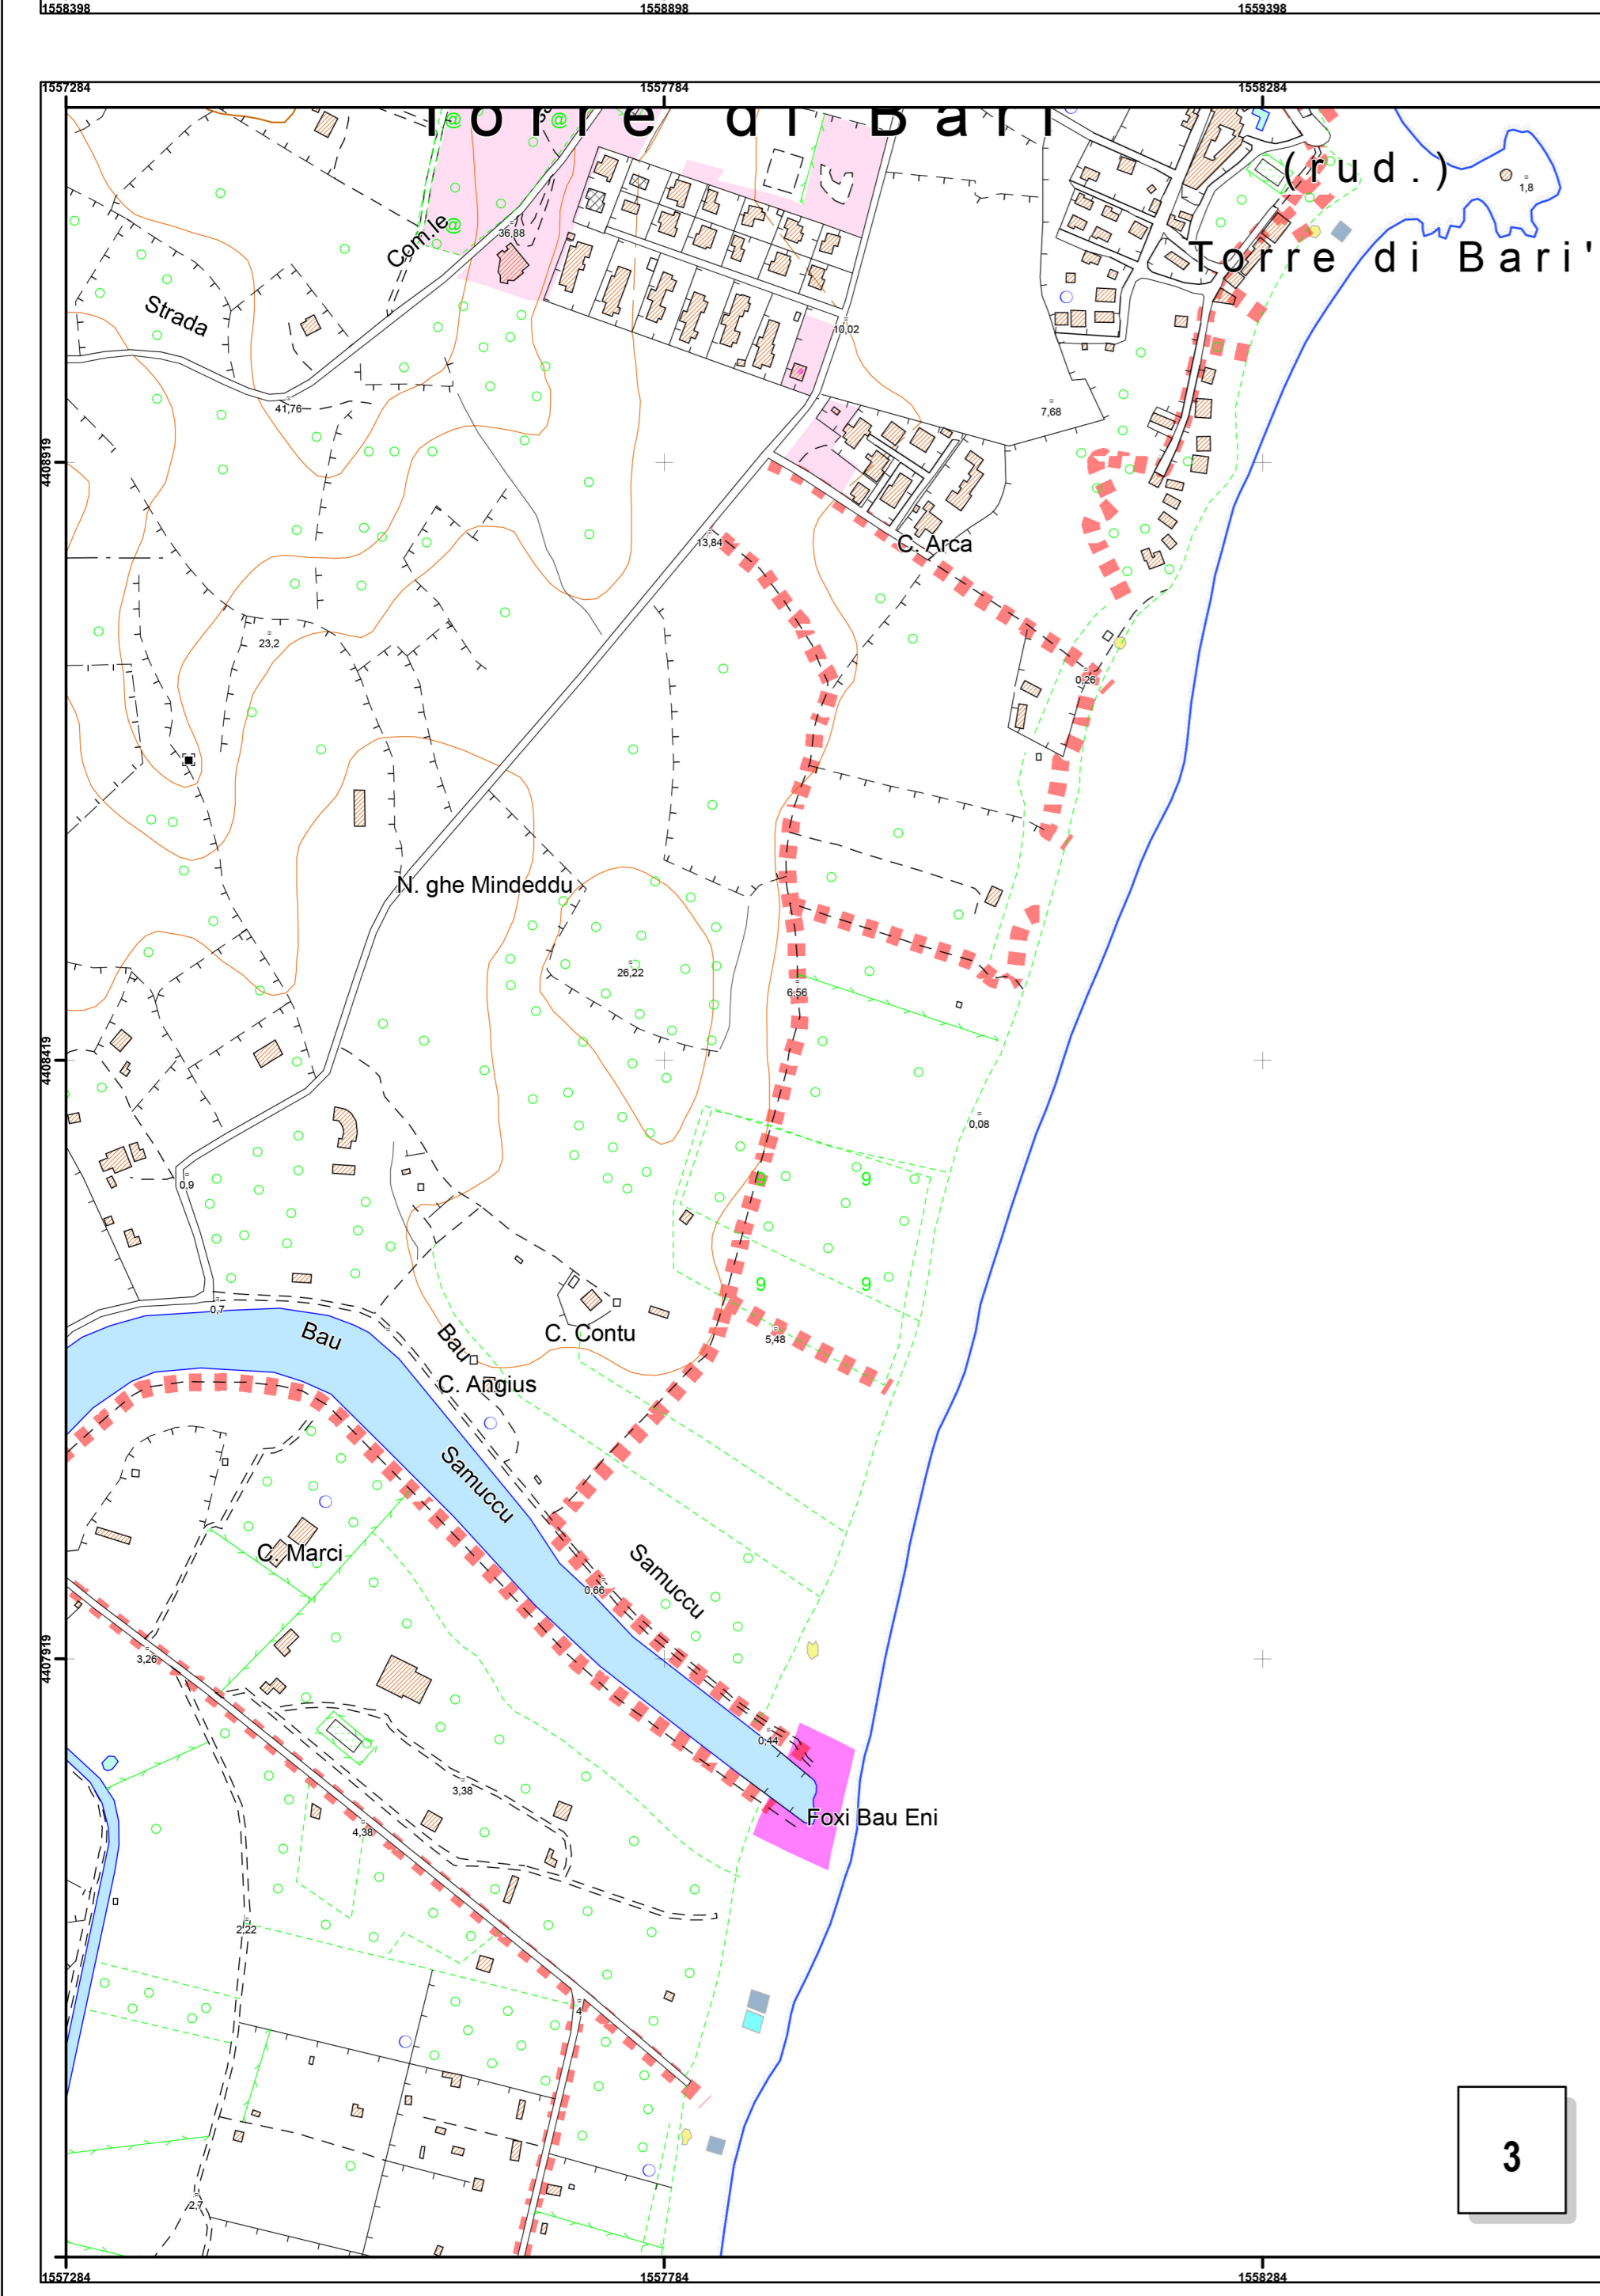 1558398 1558898 1559398
1557284 1557784 1558284
Torre di Bari
(rud.)
1,8
Com.le
36,88
Torre di Bari'
Strada
10,02
41,76
7,68
4408919
13,84
C. Arca
23,2
0,26
N. ghe Mindeddu
26,22
6,56
4408419
0,08
0,9
9 9
9 9
0,7
Bau
Bau
C. Contu
5,48
C. Angius
Samuccu
C. Marci
Samuccu
0,66
4407919
3,26
0,44
3,38
Foxi Bau Eni
4,38
2,22
4
3
2,7
1557284 1557784 1558284